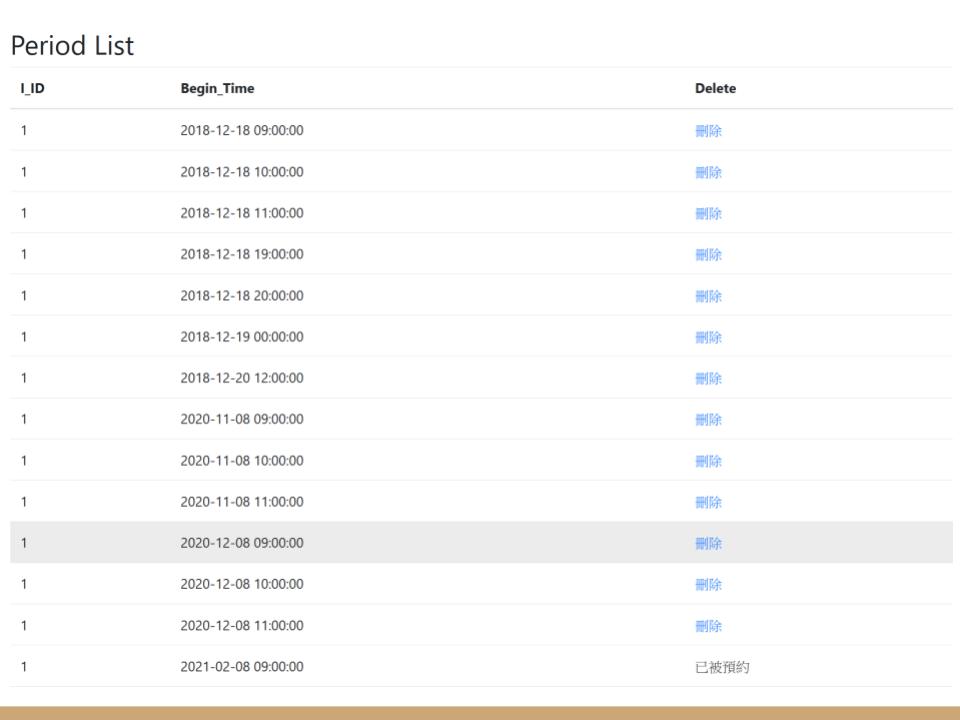 Period List
I_ID Begin_Time Delete
1 2018-12-18 09:00:00 刪除
1 2018-12-18 10:00:00 刪除
1 2018-12-18 11:00:00 刪除
1 2018-12-18 19:00:00 刪除
1 2018-12-18 20:00:00 刪除
1 2018-12-19 00:00:00 刪除
1 2018-12-20 12:00:00 刪除
1 2020-11-08 09:00:00 刪除
1 2020-11-08 10:00:00 刪除
1 2020-11-08 11:00:00 刪除
1 2020-12-08 09:00:00 刪除
1 2020-12-08 10:00:00 刪除
1 2020-12-08 11:00:00 刪除
1 2021-02-08 09:00:00 已被預約